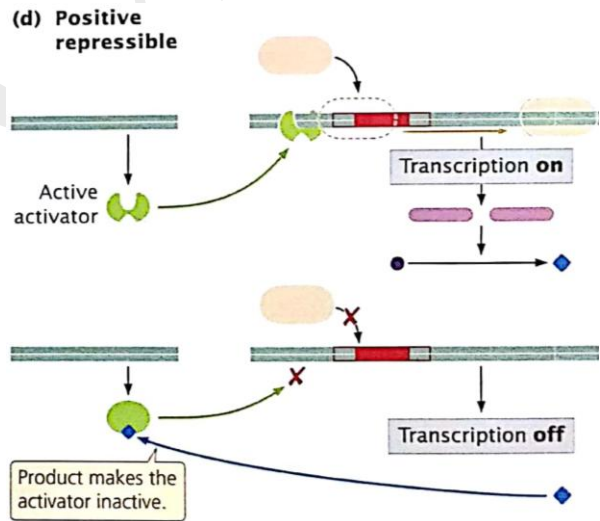 (d) Positive
repressible
Active
activator
Transcription on
Transcription off
Product makes the
activator inactive.